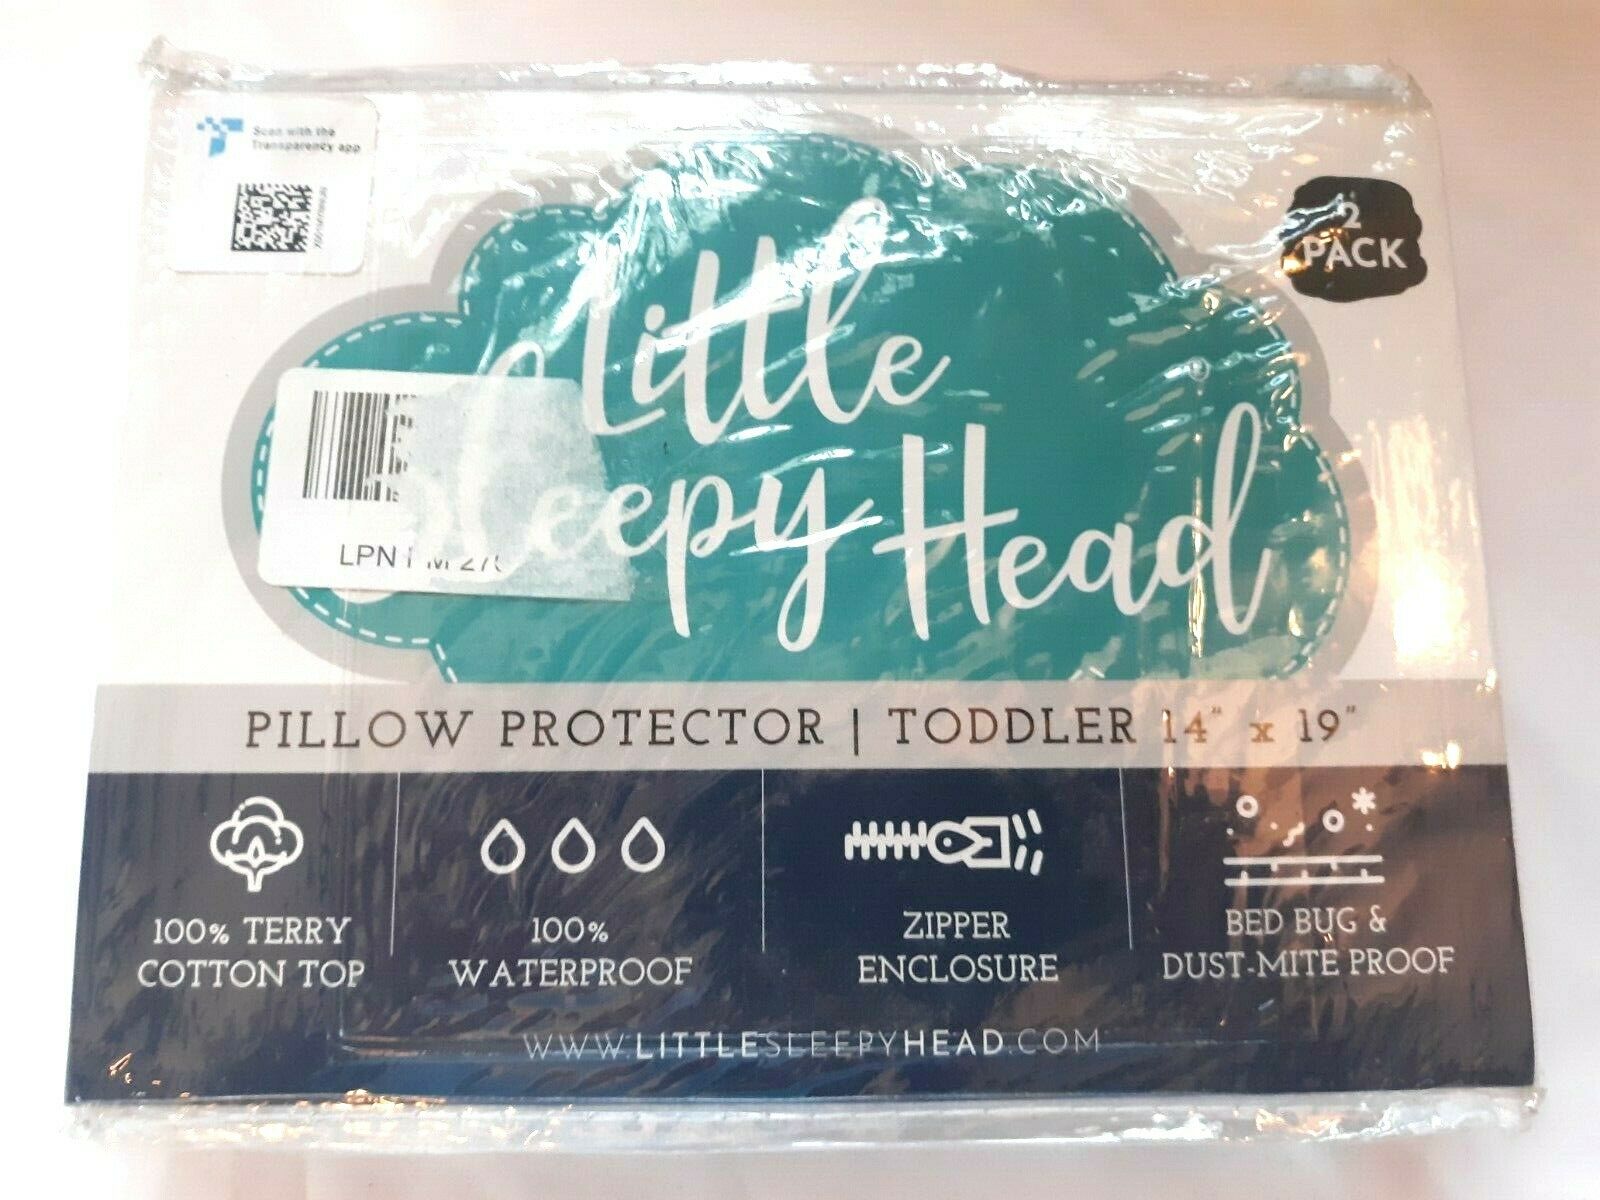 Scan with the
Transparency app
2
PACK
Little
Sleepy Head
LPN
PILLOW PROTECTOR | TODDLER 14" x 19"
100% TERRY
COTTON TOP
100%
WATERPROOF
ZIPPER
ENCLOSURE
BED BUG &
DUST-MITE PROOF
WWW.LITTLESLEEPYHEAD.COM